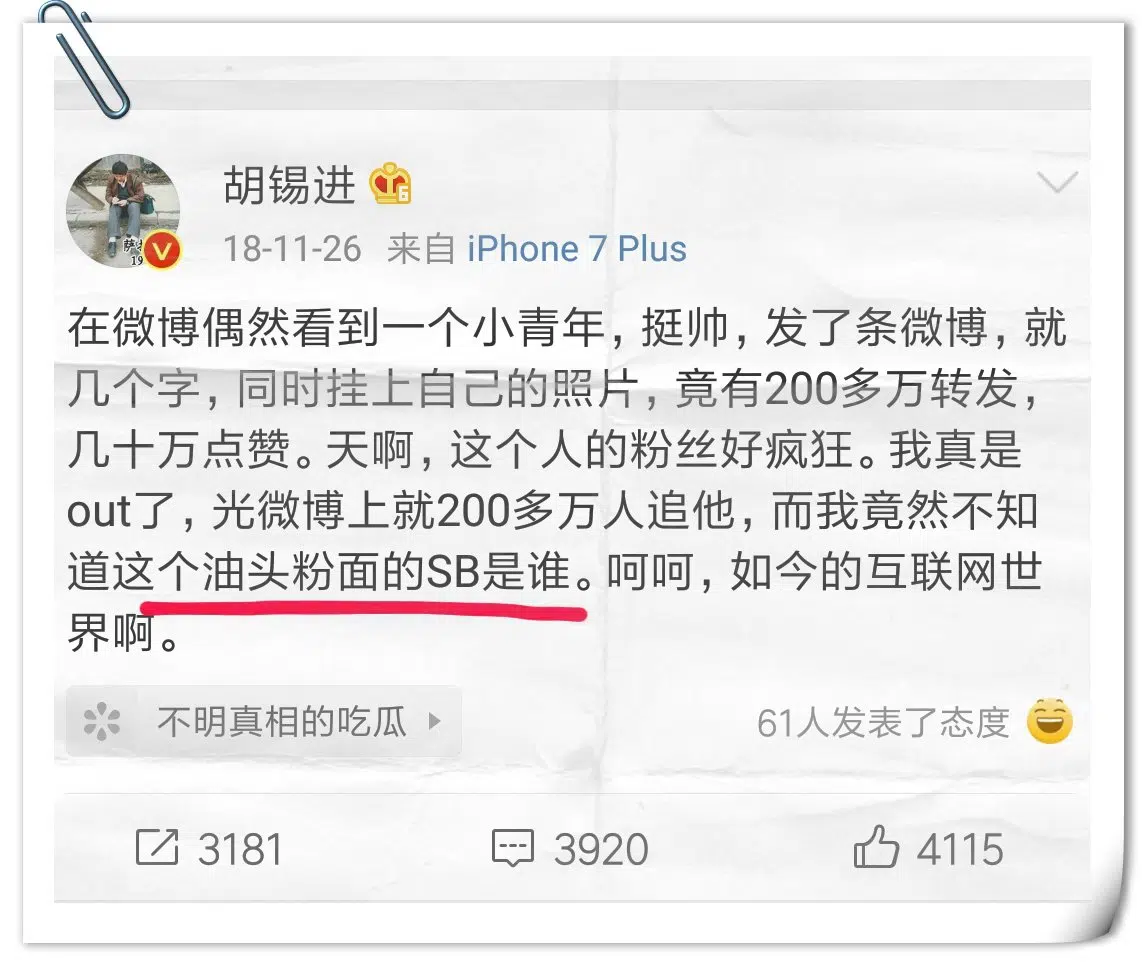 胡锡进
6
18-11-26 来自 iPhone 7 Plus
在微博偶然看到一个小青年，挺帅，发了条微博，就
几个字，同时挂上自己的照片，竟有200多万转发，
几十万点赞。天啊，这个人的粉丝好疯狂。我真是
out了，光微博上就200多万人追他，而我竟然不知
道这个油头粉面的SB是谁。呵呵，如今的互联网世
界啊。
不明真相的吃瓜
61人发表了态度
3181 3920 4115